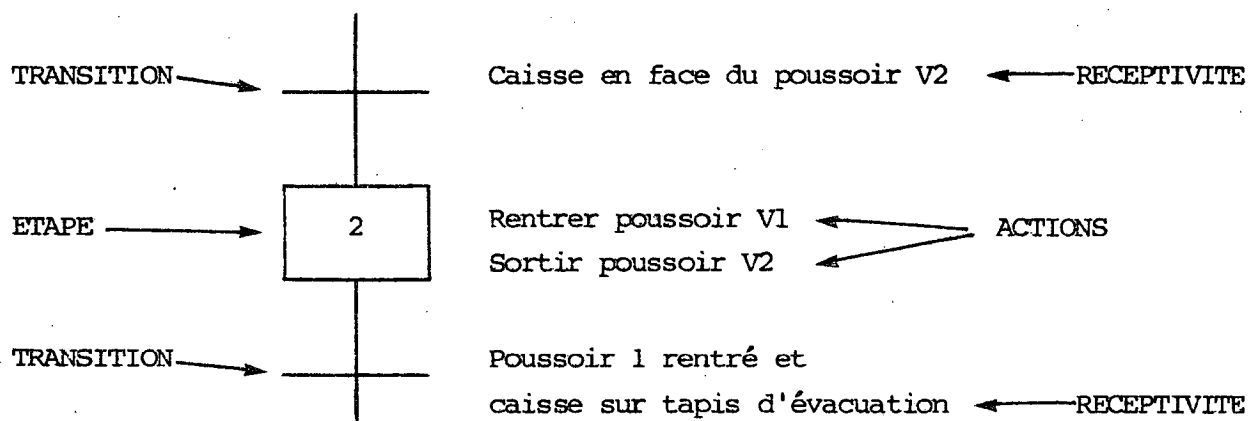 TRANSITION Caisse en face du poussoir V2 RECEPTIVITE
ETAPE 2 Rentrer poussoir V1 ACTIONS
Sortir poussoir V2
TRANSITION Poussoir 1 rentré et
caisse sur tapis d'évacuation RECEPTIVITE